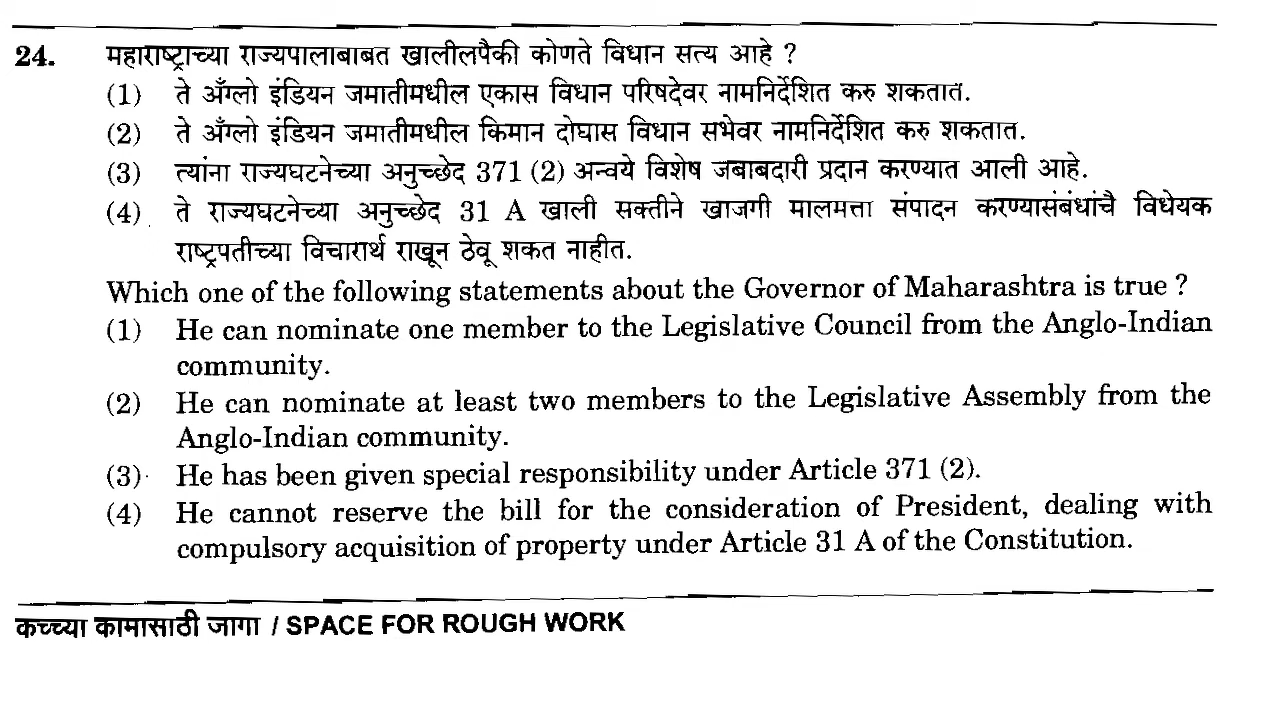 24. महाराष्ट्राच्या राज्यपालाबाबत खालीलपैकी कोणते विधान सत्य आहे ?
(1) ते अँग्लो इंडियन जमातीमधील एकास विधान परिषदेवर नामनिर्देशित करु शकतात.
(2) ते अँग्लो इंडियन जमातीमधील किमान दोघास विधान सभेवर नामनिर्देशित करु शकतात.
(3) त्यांना राज्यघटनेच्या अनुच्छेद 371 (2) अन्वये विशेष जबाबदारी प्रदान करण्यात आली आहे.
(4) ते राज्यघटनेच्या अनुच्छेद 31 A खाली सक्तीने खाजगी मालमत्ता संपादन करण्यासंबंधांचै विधेयक
राष्ट्रपतीच्या विचारार्थ राखून ठेवू शकत नाहीत.
Which one of the following statements about the Governor of Maharashtra is true ?
(1) He can nominate one member to the Legislative Council from the Anglo-Indian
community.
(2) He can nominate at least two members to the Legislative Assembly from the
Anglo-Indian community.
(3) He has been given special responsibility under Article 371 (2).
(4) He cannot reserve the bill for the consideration of President, dealing with
compulsory acquisition of property under Article 31 A of the Constitution.
कच्च्या कामासाठी जागा / SPACE FOR ROUGH WORK